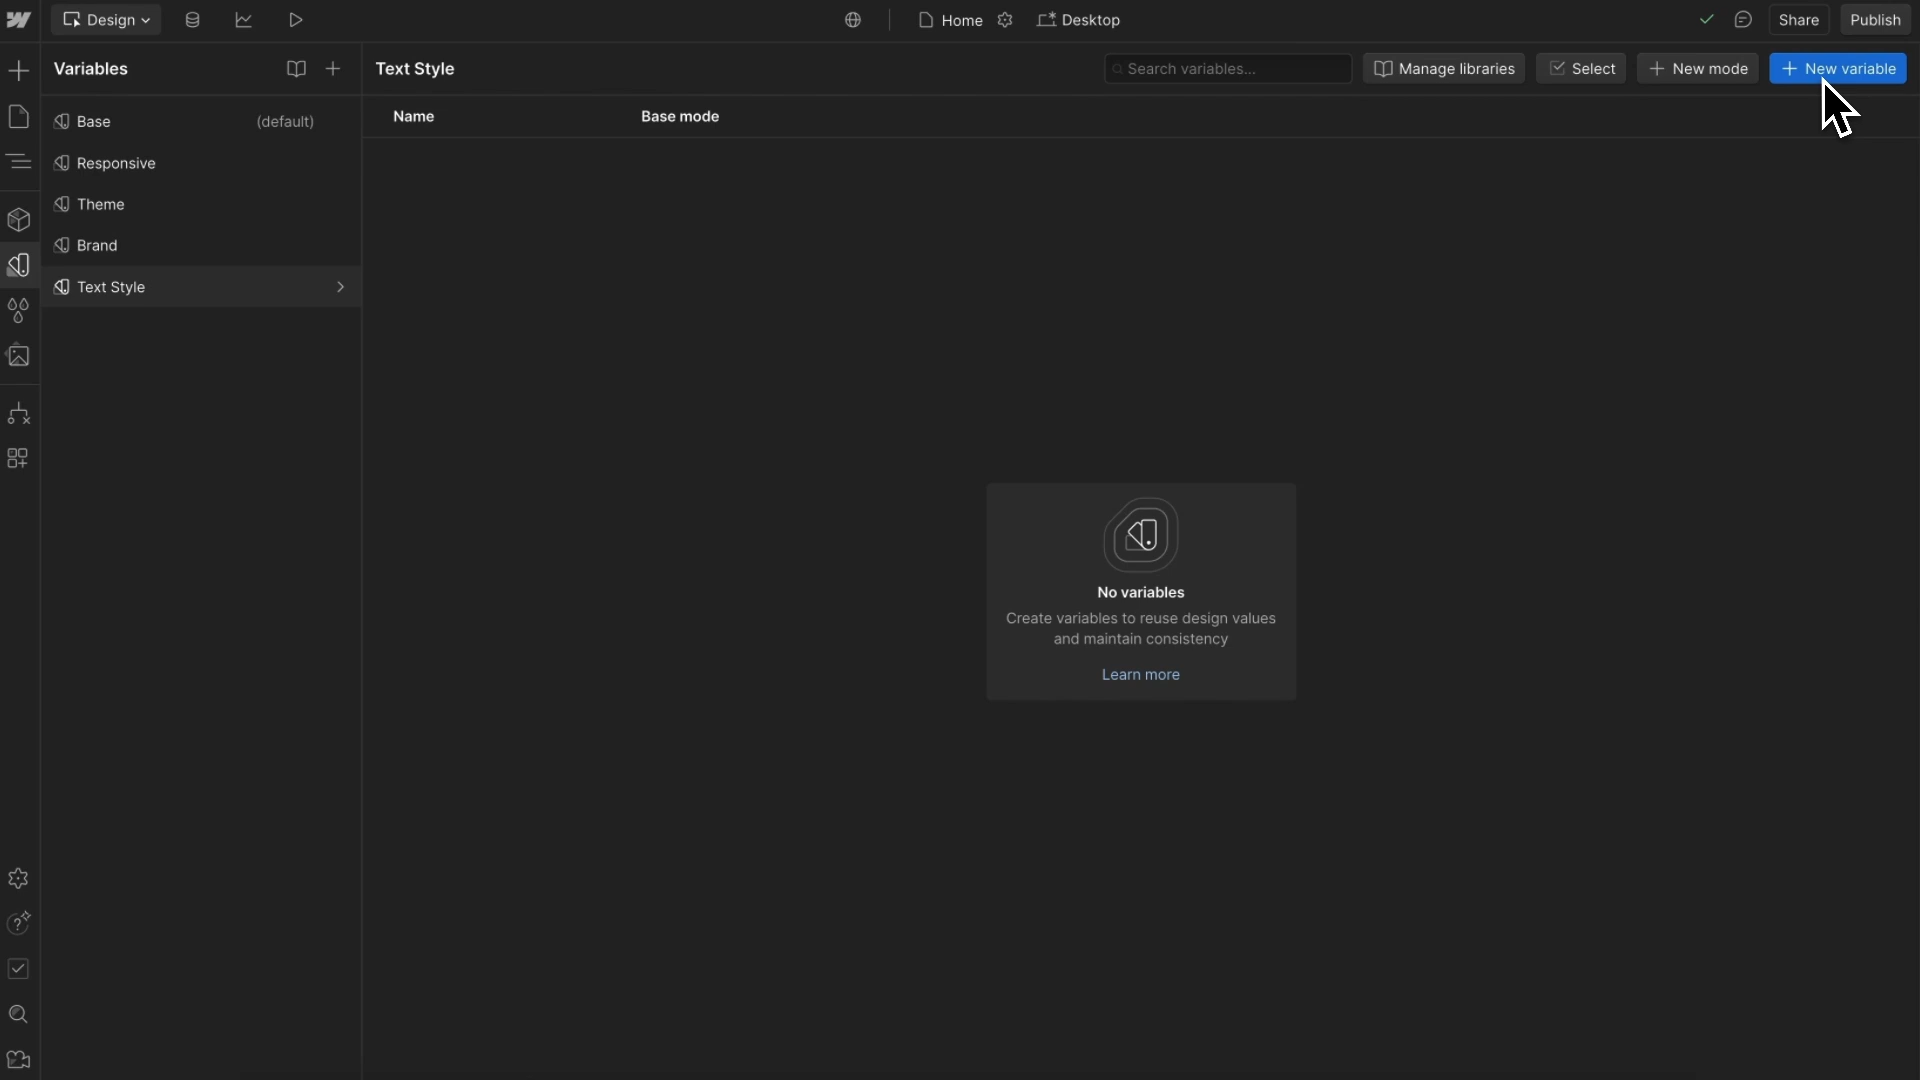 Design
Home
Desktop
Share
Publish
Variables
Text Style
Search variables...
Manage libraries
Select
New mode
New variable
Name
Base mode
Base
(default)
Responsive
Theme
Brand
Text Style
No variables
Create variables to reuse design values
and maintain consistency
Learn more